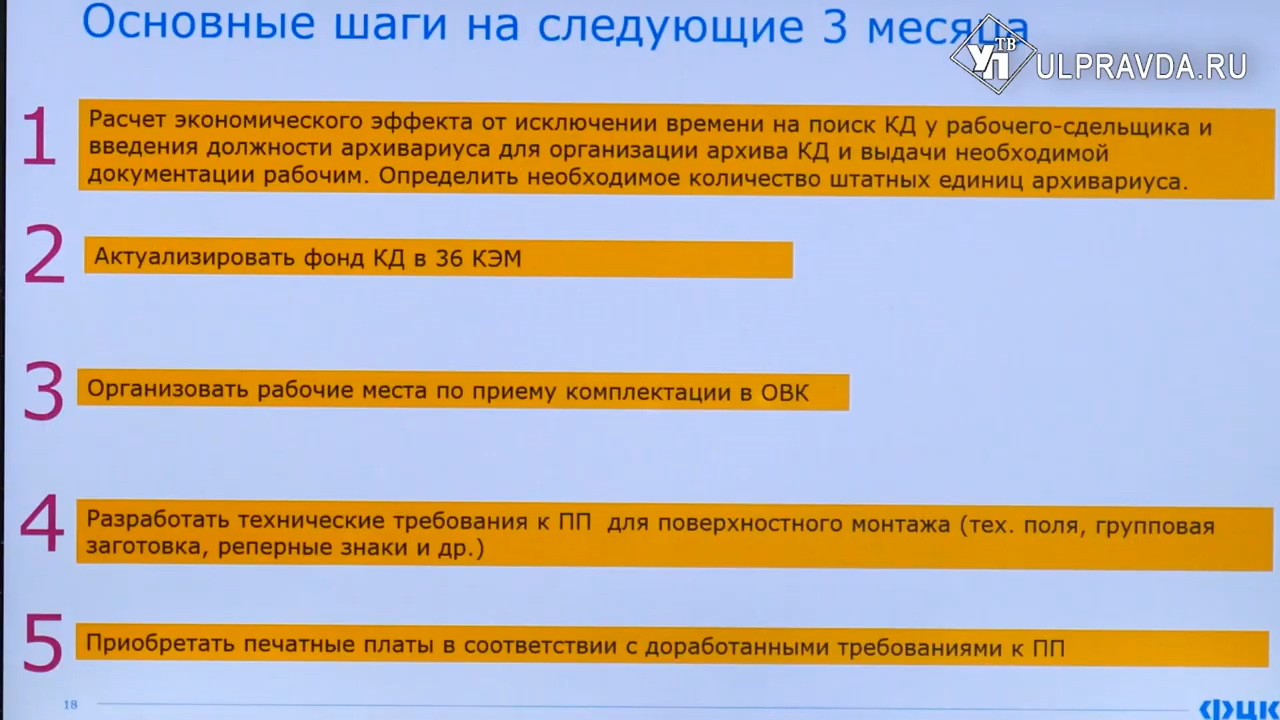 Основные шаги на следующие 3 месяца
УП ТВ
ULPRAVDA.RU
1
Расчет экономического эффекта от исключении времени на поиск КД у рабочего-сдельщика и
введения должности архивариуса для организации архива КД и выдачи необходимой
документации рабочим. Определить необходимое количество штатных единиц архивариуса.
2
Актуализировать фонд КД в 36 КЭМ
3
Организовать рабочие места по приему комплектации в ОВК
4
Разработать технические требования к ПП для поверхностного монтажа (тех. поля, групповая
заготовка, реперные знаки и др.)
5
Приобретать печатные платы в соответствии с доработанными требованиями к ПП
18
ФЦК